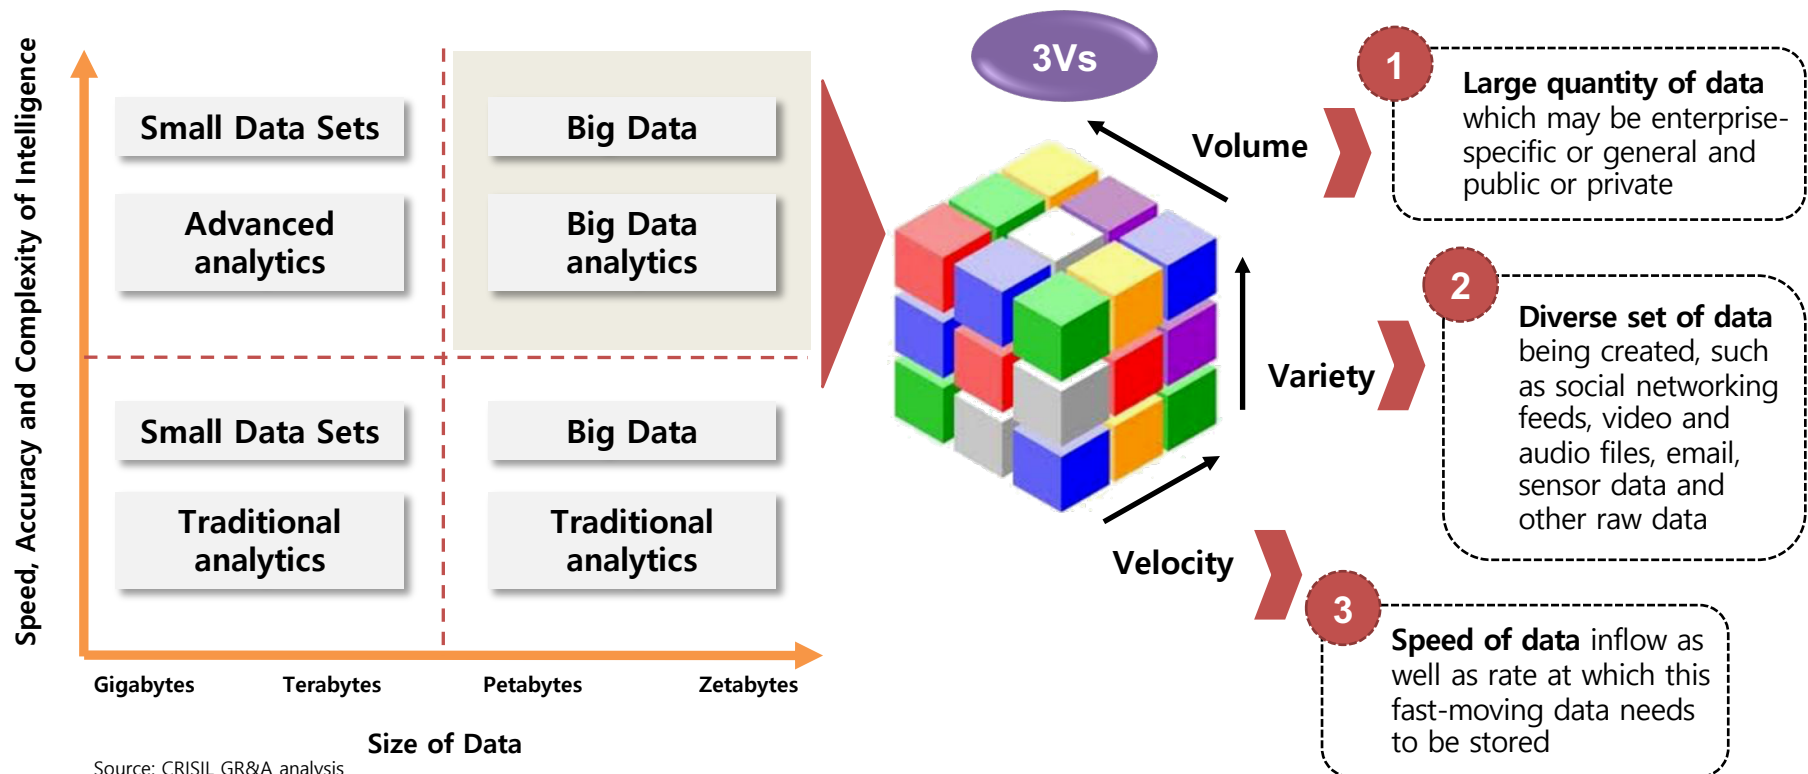 Speed, Accuracy and Complexity of Intelligence
Small Data Sets
Advanced
analytics
Big Data
Big Data
analytics
Small Data Sets
Traditional
analytics
Big Data
Traditional
analytics
Gigabytes
Terabytes
Petabytes
Zetabytes
Size of Data
Source: CRISIL GR&A analysis
3Vs
Volume
1
Large quantity of data
which may be enterprise-
specific or general and
public or private
Variety
2
Diverse set of data
being created, such
as social networking
feeds, video and
audio files, email,
sensor data and
other raw data
Velocity
3
Speed of data inflow as
well as rate at which this
fast-moving data needs
to be stored